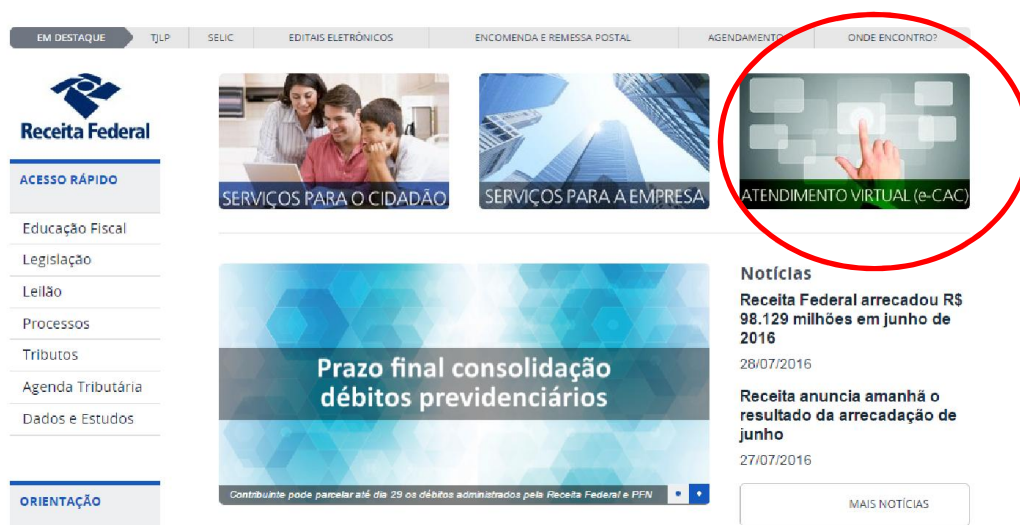 EM DESTAQUE TJLP SELIC EDITAIS ELETRÔNICOS ENCOMENDA E REMESSA POSTAL AGENDAMENTO ONDE ENCONTRO?
Receita Federal
ACESSO RÁPIDO
Educação Fiscal
Legislação
Leilão
Processos
Tributos
Agenda Tributária
Dados e Estudos
ORIENTAÇÃO
SERVIÇOS PARA O CIDADÃO
SERVIÇOS PARA A EMPRESA
ATENDIMENTO VIRTUAL (e-CAC)
Prazo final consolidação
débitos previdenciários
Contribuinte pode parcelar até dia 29 os débitos administrados pela Receita Federal e PFN
Notícias
Receita Federal arrecadou R$
98.129 milhões em junho de
2016
28/07/2016
Receita anuncia amanhã o
resultado da arrecadação de
junho
27/07/2016
MAIS NOTÍCIAS